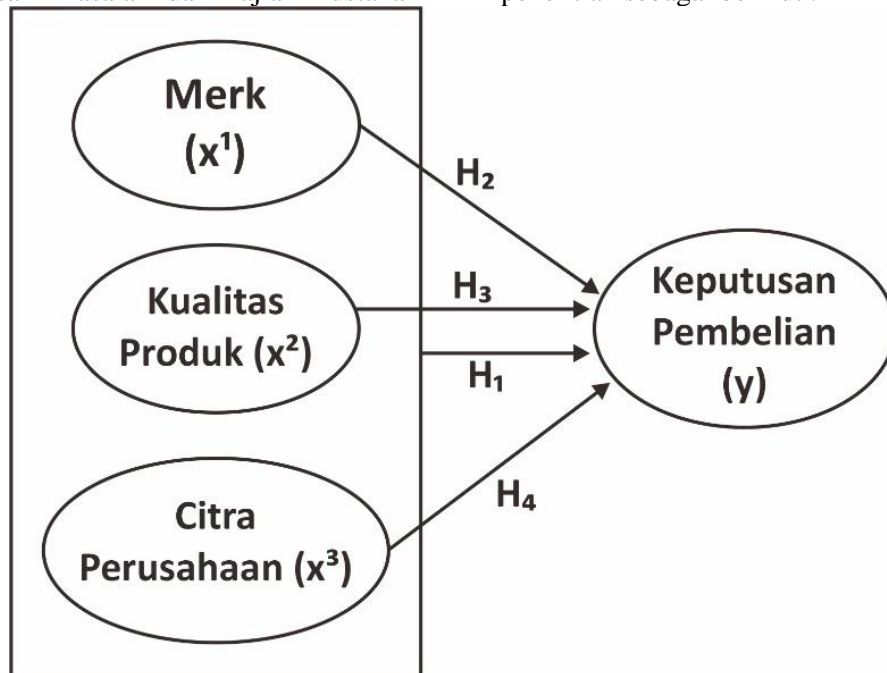 Merk
(x¹)
H₂
Kualitas
Produk (x²)
H₃
Keputusan
Pembelian
(y)
H₁
H₄
Citra
Perusahaan (x³)